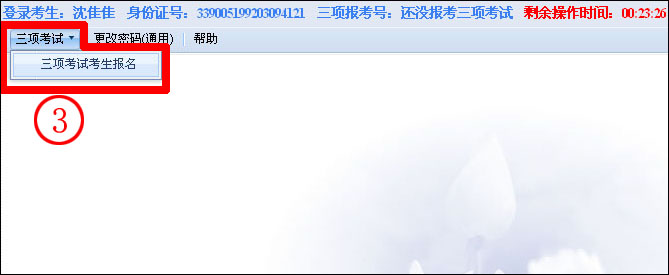 登录考生：沈佳佳 身份证号：339005199203094121 三项报考号：还没报考三项考试 剩余操作时间：00:23:26
三项考试 更改密码(通用) 帮助
三项考试考生报名
③